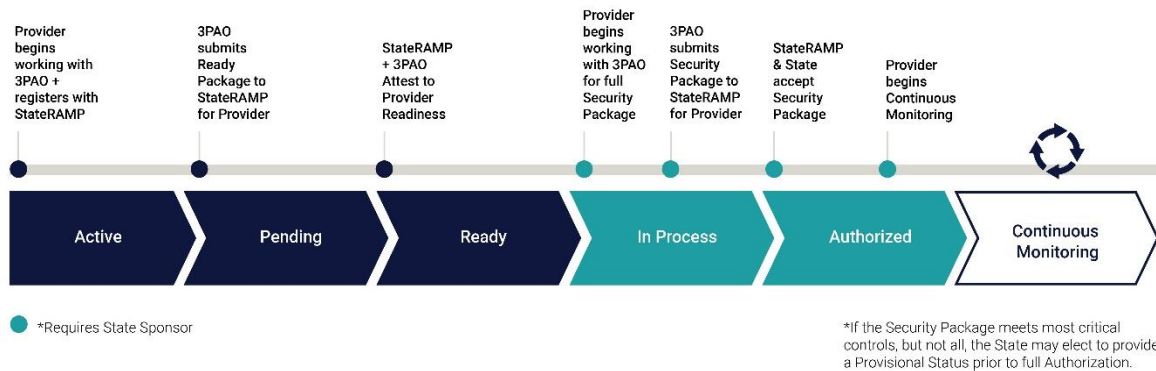 Provider
begins
working with
3PAO +
registers with
StateRAMP
3PAO
submits
Ready
Package to
StateRAMP
for Provider
StateRAMP
+ 3PAO
Attest to
Provider
Readiness
Provider
begins
working
with 3PAO
for full
Security
Package
3PAO
submits
Security
Package to
StateRAMP
for Provider
StateRAMP
& State
accept
Security
Package
Provider
begins
Continuous
Monitoring
Active
Pending
Ready
In Process
Authorized
Continuous
Monitoring
*Requires State Sponsor
*If the Security Package meets most critical
controls, but not all, the State may elect to provide
a Provisional Status prior to full Authorization.